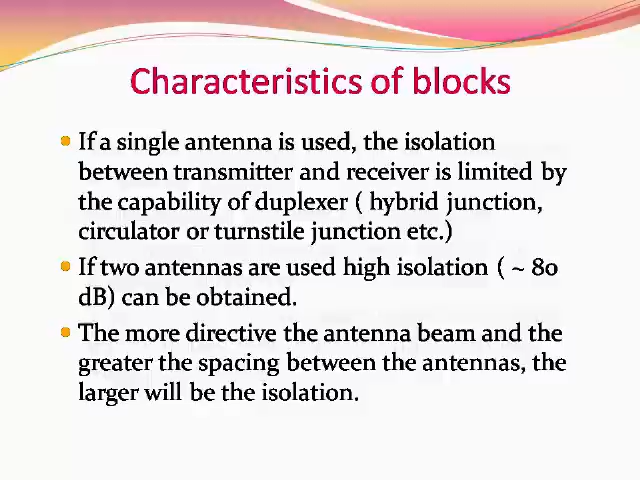 Characteristics of blocks
If a single antenna is used, the isolation
between transmitter and receiver is limited by
the capability of duplexer ( hybrid junction,
circulator or turnstile junction etc.)
If two antennas are used high isolation ( ~ 80
dB) can be obtained.
The more directive the antenna beam and the
greater the spacing between the antennas, the
larger will be the isolation.